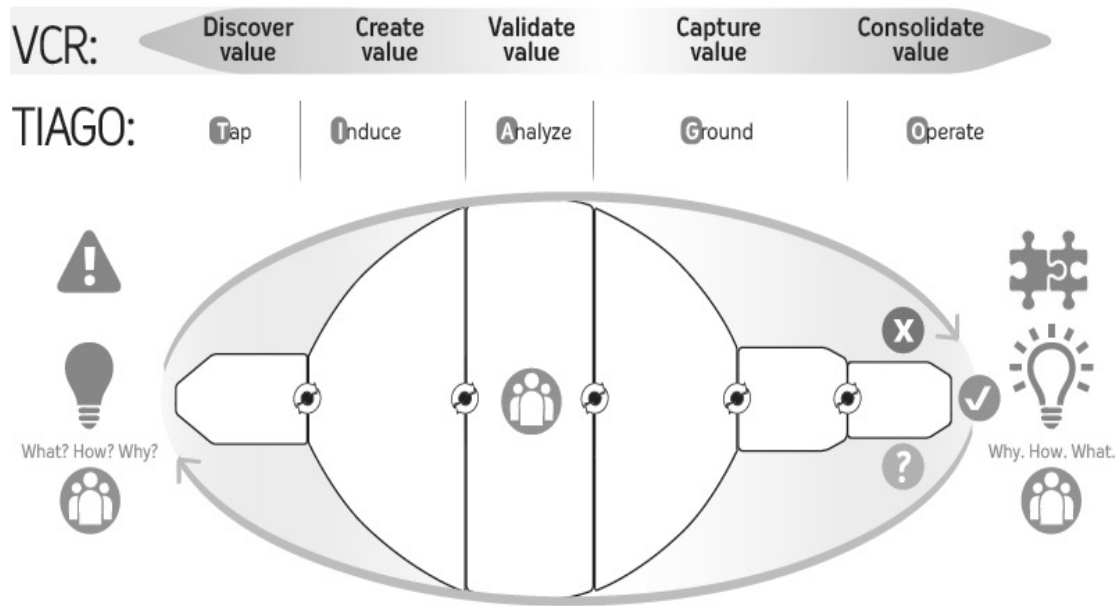 VCR:
Discover value
Create value
Validate value
Capture value
Consolidate value
TIAGO:
Tap
Induce
Analyze
Ground
Operate
!
X
What? How? Why?
Why. How. What.
?